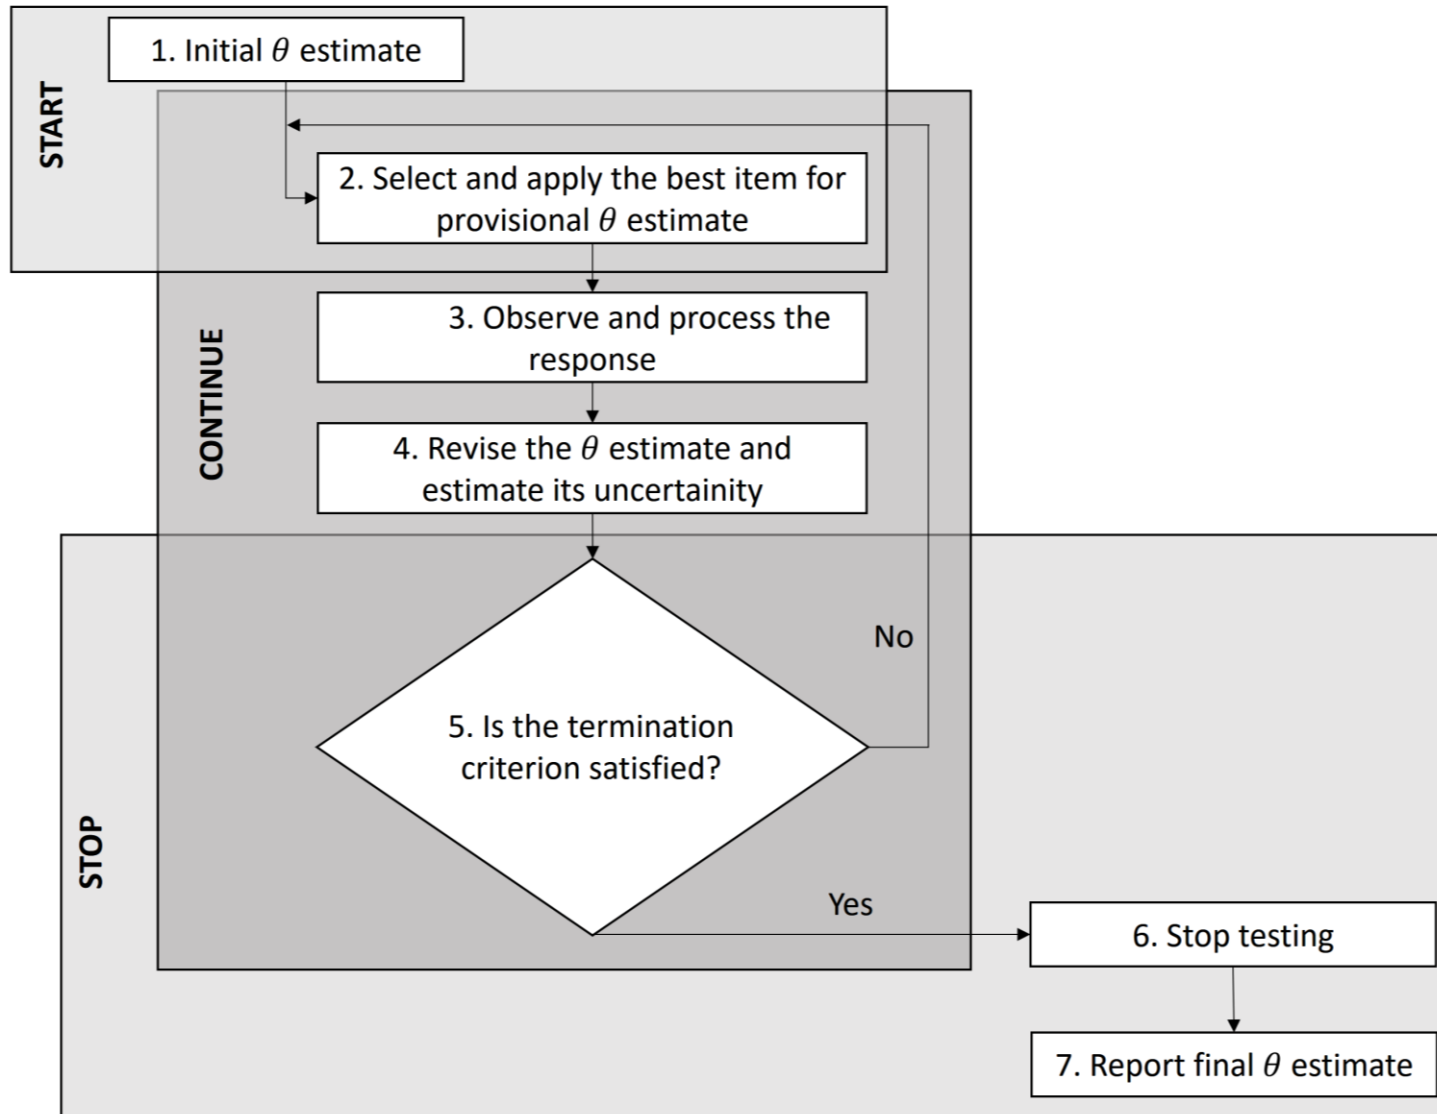 START
1. Initial θ estimate
2. Select and apply the best item for
provisional θ estimate
CONTINUE
3. Observe and process the
response
4. Revise the θ estimate and
estimate its uncertainity
STOP
5. Is the termination
criterion satisfied?
No
Yes
6. Stop testing
7. Report final θ estimate